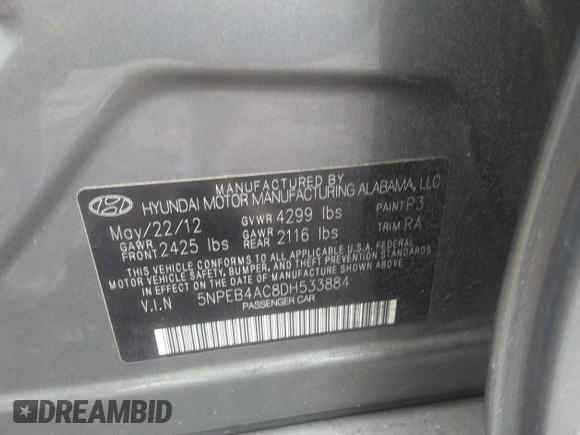 MANUFACTURED BY
HYUNDAI MOTOR MANUFACTURING ALABAMA, LLC
May/22/12 GVWR 4299 lbs PAINT P3
GAWR FRONT 2425 lbs GAWR REAR 2116 lbs TRIM RA
THIS VEHICLE CONFORMS TO ALL APPLICABLE U.S.A. FEDERAL
MOTOR VEHICLE SAFETY, BUMPER, AND THEFT PREVENTION
STANDARDS IN EFFECT ON THE DATE OF MANUFACTURE SHOWN ABOVE.
V.I.N 5NPEB4AC8DH533884
PASSENGER CAR
DREAMBID